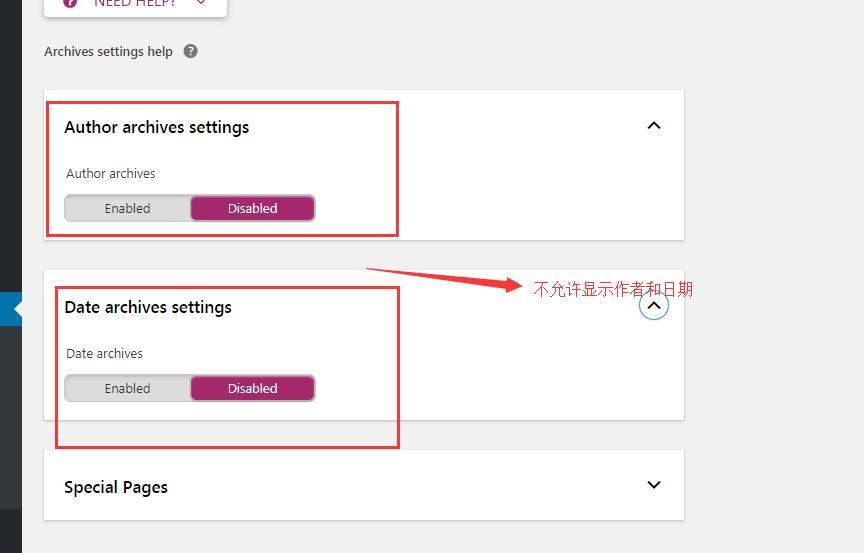 NEED HELP?
Archives settings help
Author archives settings
Author archives
Enabled Disabled
不允许显示作者和日期
Date archives settings
Date archives
Enabled Disabled
Special Pages